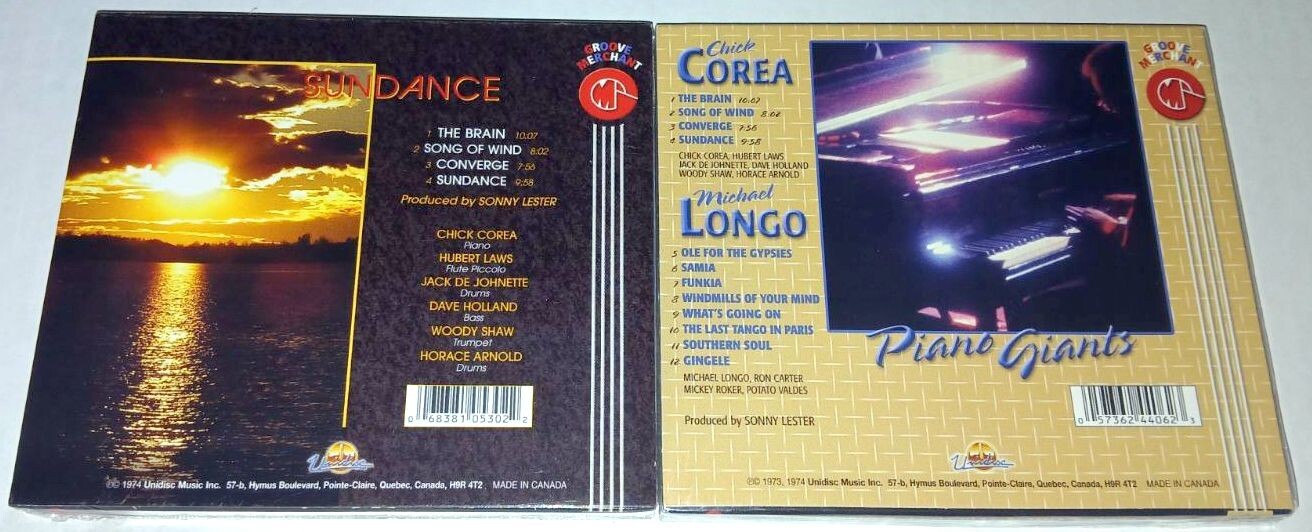 SUNDANCE
GROOVE
MERCHANT
1 THE BRAIN 10:07
2 SONG OF WIND 8:02
3 CONVERGE 7:56
4 SUNDANCE 9:58
Produced by SONNY LESTER
CHICK COREA
Piano
HUBERT LAWS
Flute Piccolo
JACK DE JOHNETTE
Drums
DAVE HOLLAND
Bass
WOODY SHAW
Trumpet
HORACE ARNOLD
Drums
0 68381 05302 2
Unidisc
℗© 1974 Unidisc Music Inc. 57-b, Hymus Boulevard, Pointe-Claire, Quebec, Canada, H9R 4T2 MADE IN CANADA
Chick
COREA
GROOVE
MERCHANT
1 THE BRAIN 10:07
2 SONG OF WIND 8:02
3 CONVERGE 7:56
4 SUNDANCE 9:58
CHICK COREA, HUBERT LAWS
JACK DE JOHNETTE, DAVE HOLLAND
WOODY SHAW, HORACE ARNOLD
Michael
LONGO
5 OLE FOR THE GYPSIES
6 SAMIA
7 FUNKIA
8 WINDMILLS OF YOUR MIND
9 WHAT'S GOING ON
10 THE LAST TANGO IN PARIS
11 SOUTHERN SOUL
12 GINGELE
Piano Giants
MICHAEL LONGO, RON CARTER
MICKEY ROKER, POTATO VALDES
Produced by SONNY LESTER
0 57362 44062 3
Unidisc
℗© 1973, 1974 Unidisc Music Inc. 57-b, Hymus Boulevard, Pointe-Claire, Quebec, Canada, H9R 4T2 MADE IN CANADA